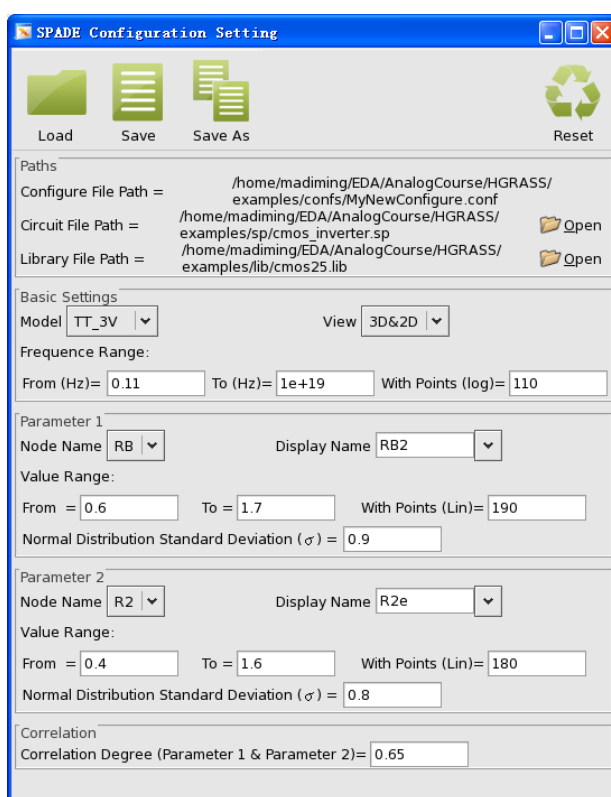 SPADE Configuration Setting
Load Save Save As Reset
Paths
Configure File Path = /home/madiming/EDA/AnalogCourse/HGRASS/
examples/confs/MyNewConfigure.conf
Circuit File Path = /home/madiming/EDA/AnalogCourse/HGRASS/
examples/sp/cmos_inverter.sp Open
Library File Path = /home/madiming/EDA/AnalogCourse/HGRASS/
examples/lib/cmos25.lib Open
Basic Settings
Model TT_3V View 3D&2D
Frequence Range:
From (Hz)= 0.11 To (Hz)= 1e+19 With Points (log)= 110
Parameter 1
Node Name RB Display Name RB2
Value Range:
From = 0.6 To = 1.7 With Points (Lin)= 190
Normal Distribution Standard Deviation (σ) = 0.9
Parameter 2
Node Name R2 Display Name R2e
Value Range:
From = 0.4 To = 1.6 With Points (Lin)= 180
Normal Distribution Standard Deviation (σ) = 0.8
Correlation
Correlation Degree (Parameter 1 & Parameter 2)= 0.65